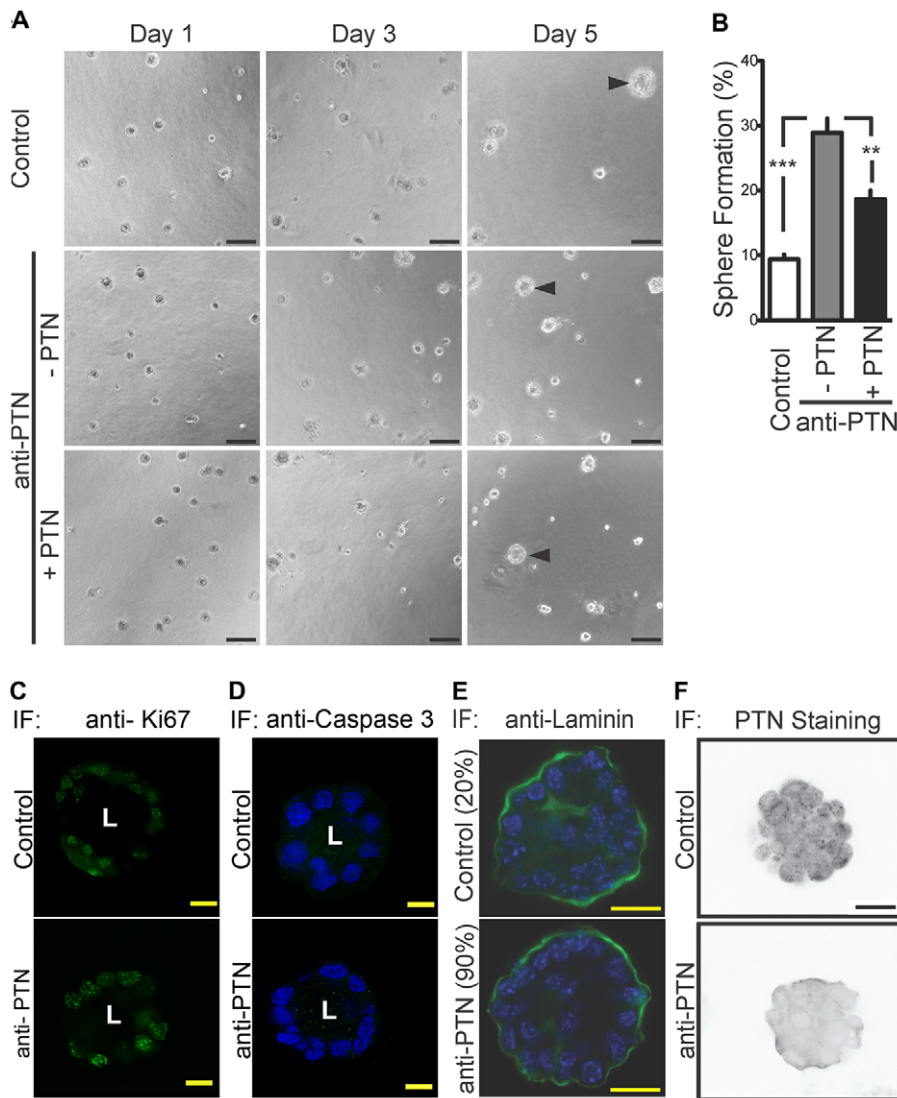 A
Day 1
Day 3
Day 5
Control
anti-PTN
- PTN
+ PTN
B
Sphere Formation (%)
40
30
20
10
0
***
**
Control
- PTN
+ PTN
anti-PTN
C
IF: anti- Ki67
Control
L
anti- PTN
L
D
IF: anti-Caspase 3
Control
L
anti-PTN
L
E
IF: anti-Laminin
Control (20%)
anti-PTN (90%)
F
IF: PTN Staining
Control
anti-PTN